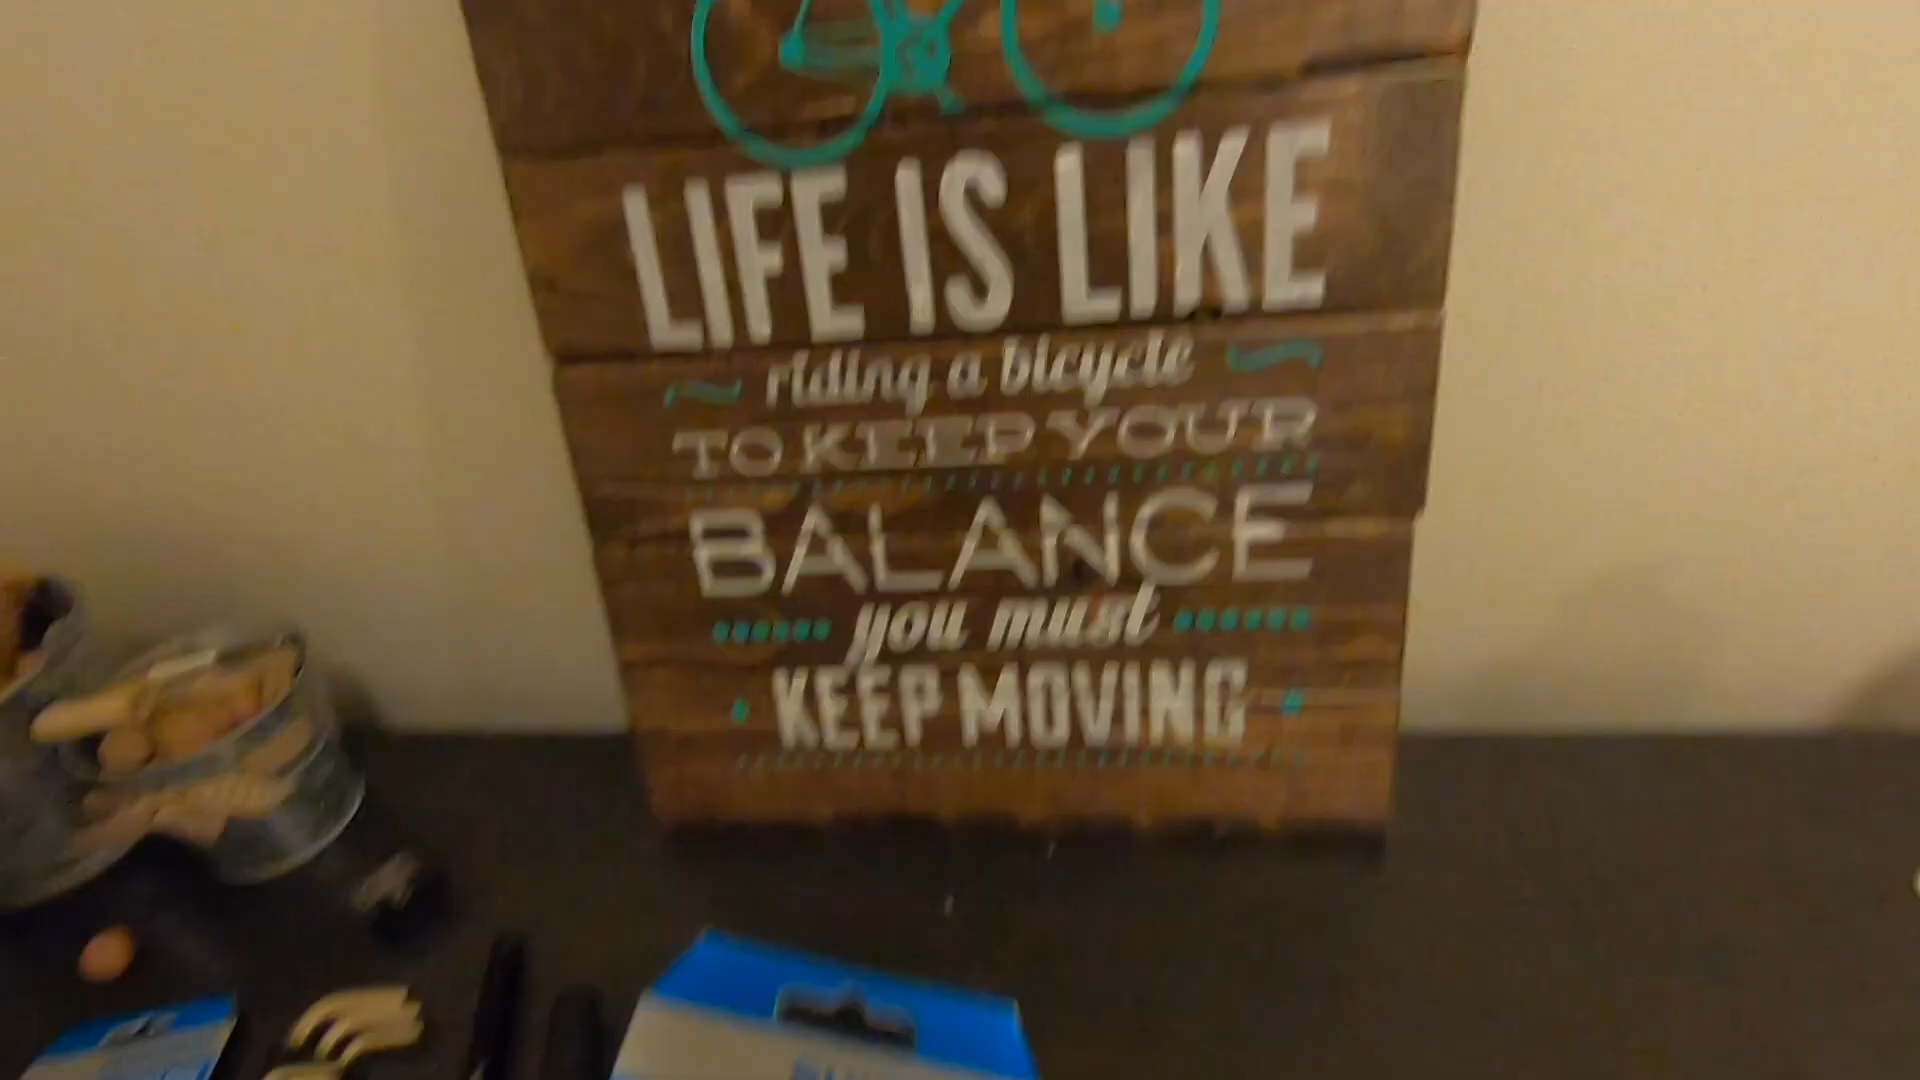 LIFE IS LIKE
riding a bicycle
TO KEEP YOUR
BALANCE
you must
KEEP MOVING